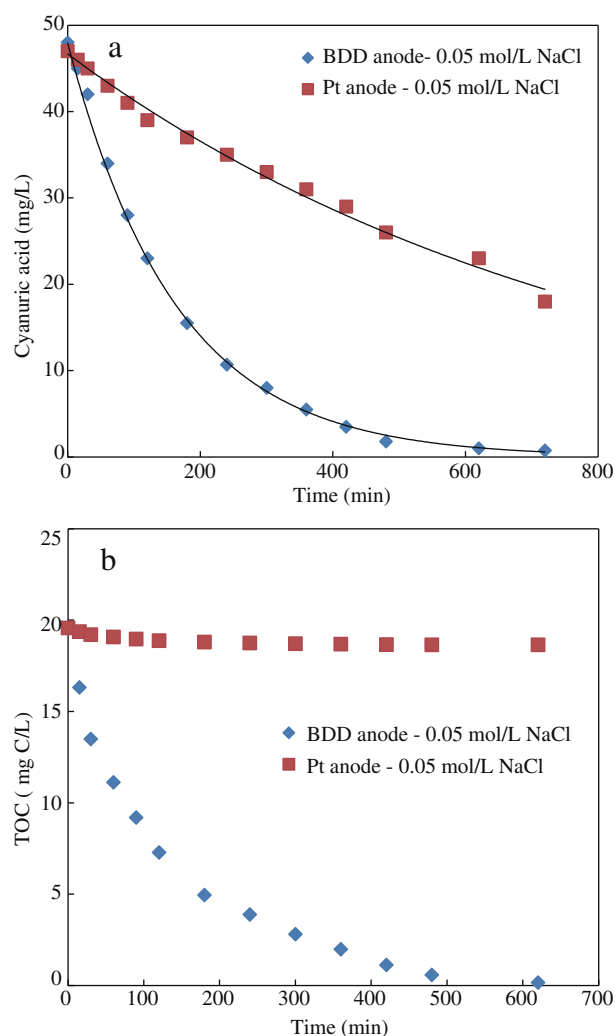 50
a
BDD anode- 0.05 mol/L NaCl
Pt anode - 0.05 mol/L NaCl
40
30
20
10
0
Cyanuric acid (mg/L)
0
200
400
600
800
Time (min)
25
b
20
BDD anode - 0.05 mol/L NaCl
Pt anode - 0.05 mol/L NaCl
15
10
5
0
TOC ( mg C/L)
0
100
200
300
400
500
600
700
Time (min)